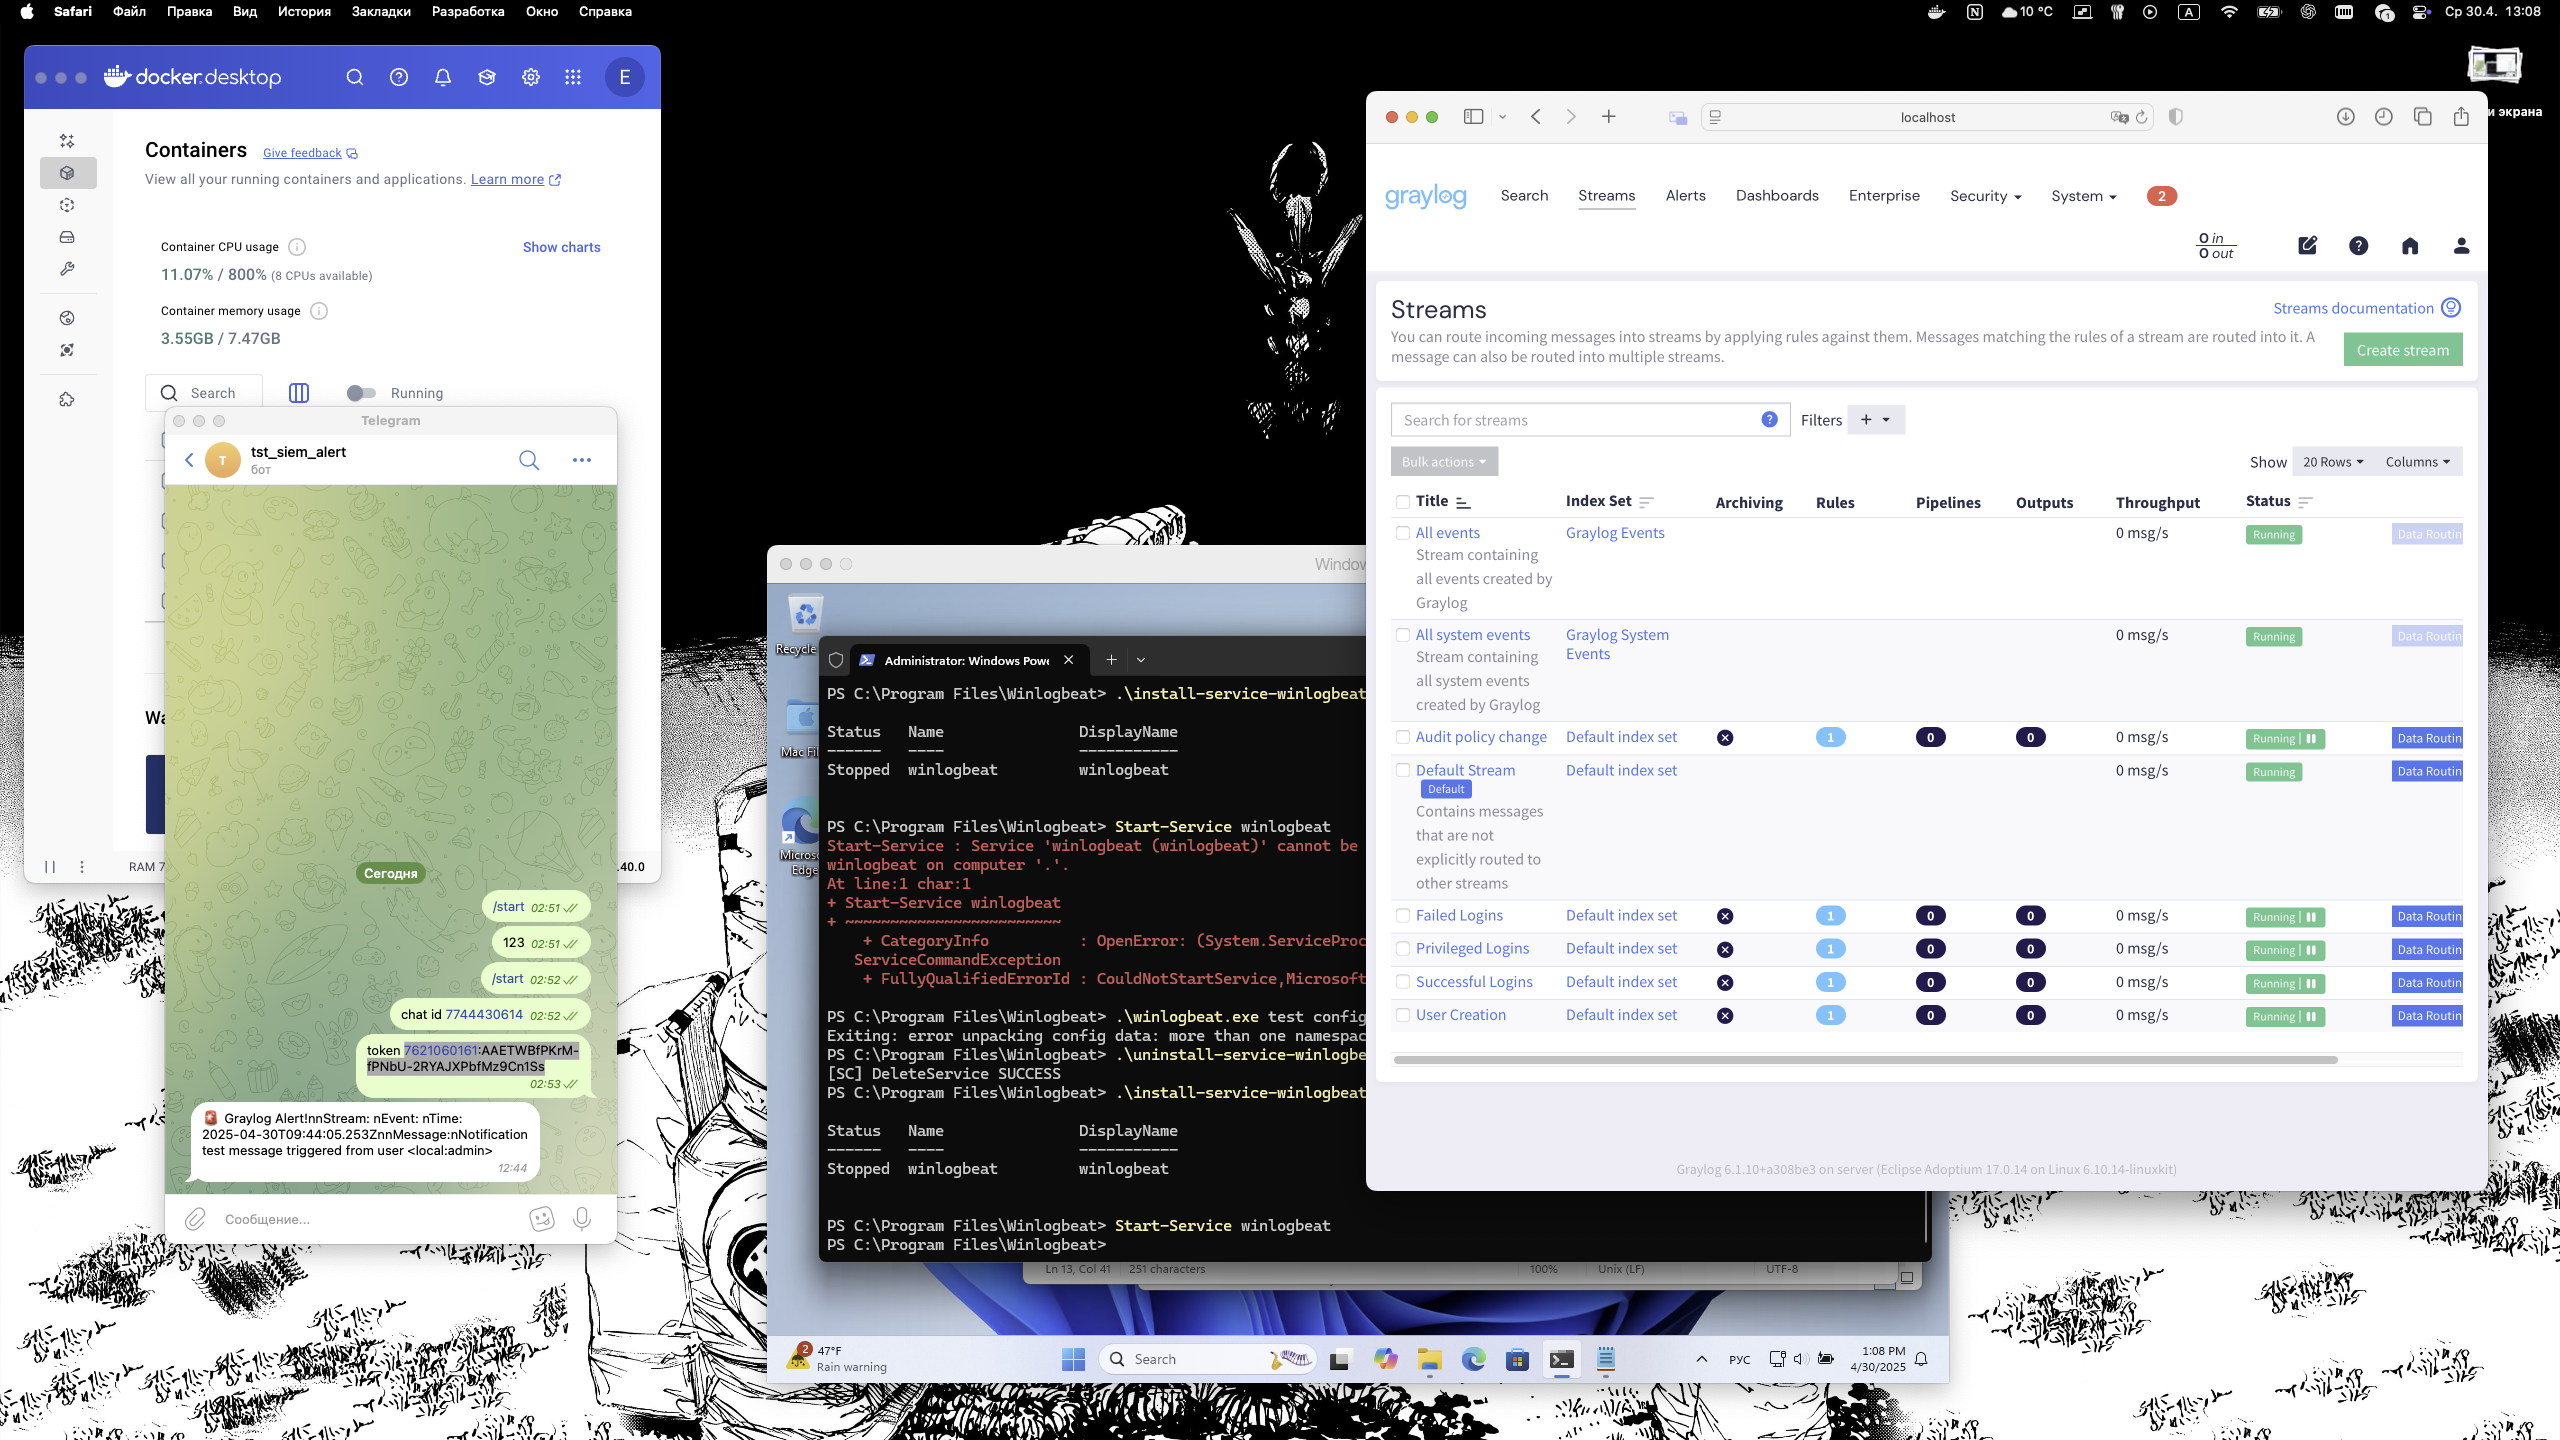 Safari Файл Правка Вид История Закладки Разработка Окно Справка
10 °C A Ср 30.4. 13:08
и экрана
docker.desktop
E
Containers Give feedback
View all your running containers and applications. Learn more
Container CPU usage
Show charts
11.07% / 800% (8 CPUs available)
Container memory usage
3.55GB / 7.47GB
Search
Running
Wa
RAM 7
.40.0
Telegram
T
tst_siem_alert
бот
Сегодня
/start 02:51
123 02:51
/start 02:52
chat id 7744430614 02:52
token 7621060161:AAETWBfPKrM-
fPNbU-2RYAJXPbfMz9Cn1Ss
02:53
Graylog Alert!nnStream: nEvent: nTime:
2025-04-30T09:44:05.253ZnnMessage:nNotification
test message triggered from user <local:admin>
12:44
Сообщение...
Window
Recycle
Mac Fil
Micros
Edge
Administrator: Windows Powe
PS C:\Program Files\Winlogbeat> .\install-service-winlogbeat
Status Name DisplayName
------ ---- -----------
Stopped winlogbeat winlogbeat
PS C:\Program Files\Winlogbeat> Start-Service winlogbeat
Start-Service : Service 'winlogbeat (winlogbeat)' cannot be
winlogbeat on computer '.'.
At line:1 char:1
+ Start-Service winlogbeat
+ ~~~~~~~~~~~~~~~~~~~~~~~~
+ CategoryInfo : OpenError: (System.ServiceProc
ServiceCommandException
+ FullyQualifiedErrorId : CouldNotStartService,Microsoft
PS C:\Program Files\Winlogbeat> .\winlogbeat.exe test config
Exiting: error unpacking config data: more than one namespac
PS C:\Program Files\Winlogbeat> .\uninstall-service-winlogbe
[SC] DeleteService SUCCESS
PS C:\Program Files\Winlogbeat> .\install-service-winlogbeat
Status Name DisplayName
------ ---- -----------
Stopped winlogbeat winlogbeat
PS C:\Program Files\Winlogbeat> Start-Service winlogbeat
PS C:\Program Files\Winlogbeat>
Ln 13, Col 41 251 characters 100% Unix (LF) UTF-8
2
47°F
Rain warning
Search
РУС
1:08 PM
4/30/2025
localhost
graylog Search Streams Alerts Dashboards Enterprise Security System 2
0 in
0 out
Streams
Streams documentation
You can route incoming messages into streams by applying rules against them. Messages matching the rules of a stream are routed into it. A
message can also be routed into multiple streams.
Create stream
Search for streams
Filters
Bulk actions
Show 20 Rows Columns
Title Index Set Archiving Rules Pipelines Outputs Throughput Status
All events Graylog Events 0 msg/s Running Data Routin
Stream containing
all events created by
Graylog
All system events Graylog System 0 msg/s Running Data Routin
Events
Stream containing
all system events
created by Graylog
Audit policy change Default index set 1 0 0 0 msg/s Running Data Routin
Default Stream Default index set 0 msg/s Running Data Routin
Default
Contains messages
that are not
explicitly routed to
other streams
Failed Logins Default index set 1 0 0 0 msg/s Running Data Routin
Privileged Logins Default index set 1 0 0 0 msg/s Running Data Routin
Successful Logins Default index set 1 0 0 0 msg/s Running Data Routin
User Creation Default index set 1 0 0 0 msg/s Running Data Routin
Graylog 6.1.10+a308be3 on server (Eclipse Adoptium 17.0.14 on Linux 6.10.14-linuxkit)